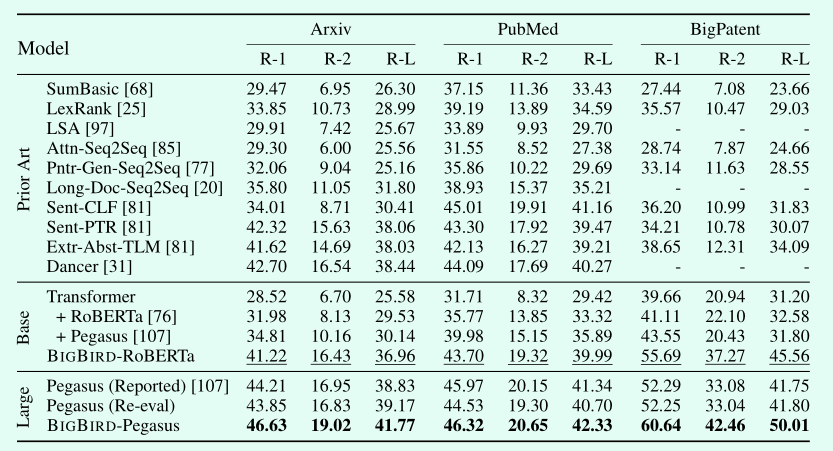 Model Arxiv PubMed BigPatent
R-1 R-2 R-L R-1 R-2 R-L R-1 R-2 R-L
Prior Art
SumBasic [68] 29.47 6.95 26.30 37.15 11.36 33.43 27.44 7.08 23.66
LexRank [25] 33.85 10.73 28.99 39.19 13.89 34.59 35.57 10.47 29.03
LSA [97] 29.91 7.42 25.67 33.89 9.93 29.70 - - -
Attn-Seq2Seq [85] 29.30 6.00 25.56 31.55 8.52 27.38 28.74 7.87 24.66
Pntr-Gen-Seq2Seq [77] 32.06 9.04 25.16 35.86 10.22 29.69 33.14 11.63 28.55
Long-Doc-Seq2Seq [20] 35.80 11.05 31.80 38.93 15.37 35.21 - - -
Sent-CLF [81] 34.01 8.71 30.41 45.01 19.91 41.16 36.20 10.99 31.83
Sent-PTR [81] 42.32 15.63 38.06 43.30 17.92 39.47 34.21 10.78 30.07
Extr-Abst-TLM [81] 41.62 14.69 38.03 42.13 16.27 39.21 38.65 12.31 34.09
Dancer [31] 42.70 16.54 38.44 44.09 17.69 40.27 - - -
Base
Transformer 28.52 6.70 25.58 31.71 8.32 29.42 39.66 20.94 31.20
+ RoBERTa [76] 31.98 8.13 29.53 35.77 13.85 33.32 41.11 22.10 32.58
+ Pegasus [107] 34.81 10.16 30.14 39.98 15.15 35.89 43.55 20.43 31.80
BIGBIRD-RoBERTa 41.22 16.43 36.96 43.70 19.32 39.99 55.69 37.27 45.56
Large
Pegasus (Reported) [107] 44.21 16.95 38.83 45.97 20.15 41.34 52.29 33.08 41.75
Pegasus (Re-eval) 43.85 16.83 39.17 44.53 19.30 40.70 52.25 33.04 41.80
BIGBIRD-Pegasus 46.63 19.02 41.77 46.32 20.65 42.33 60.64 42.46 50.01